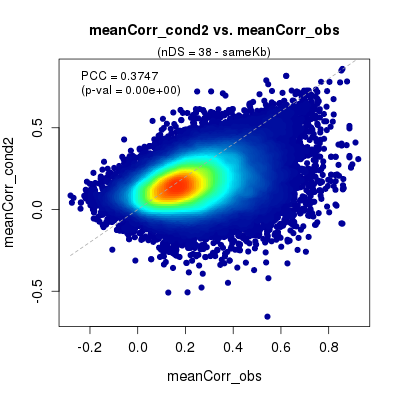 meanCorr_cond2 vs. meanCorr_obs
(nDS = 38 - sameKb)
PCC = 0.3747
(p-val = 0.00e+00)
meanCorr_cond2
0.5
0.0
-0.5
-0.2 0.0 0.2 0.4 0.6 0.8
meanCorr_obs